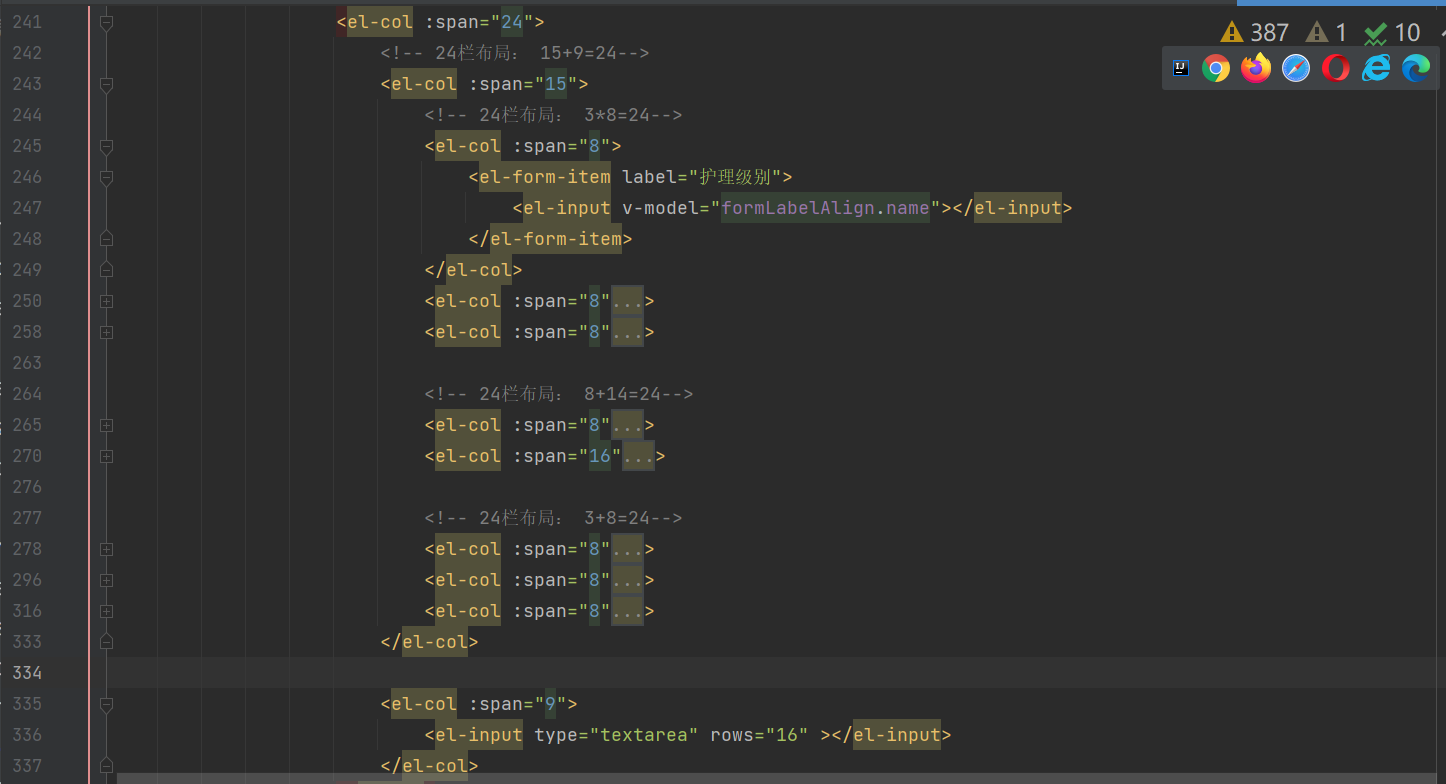 387 1 10
241 <el-col :span="24">
242 <!-- 24栏布局: 15+9=24-->
243 <el-col :span="15">
244 <!-- 24栏布局: 3*8=24-->
245 <el-col :span="8">
246 <el-form-item label="护理级别">
247 <el-input v-model="formLabelAlign.name"></el-input>
248 </el-form-item>
249 </el-col>
250 <el-col :span="8"...>
258 <el-col :span="8"...>
263
264 <!-- 24栏布局: 8+14=24-->
265 <el-col :span="8"...>
270 <el-col :span="16"...>
276
277 <!-- 24栏布局: 3+8=24-->
278 <el-col :span="8"...>
296 <el-col :span="8"...>
316 <el-col :span="8"...>
333 </el-col>
334
335 <el-col :span="9">
336 <el-input type="textarea" rows="16" ></el-input>
337 </el-col>